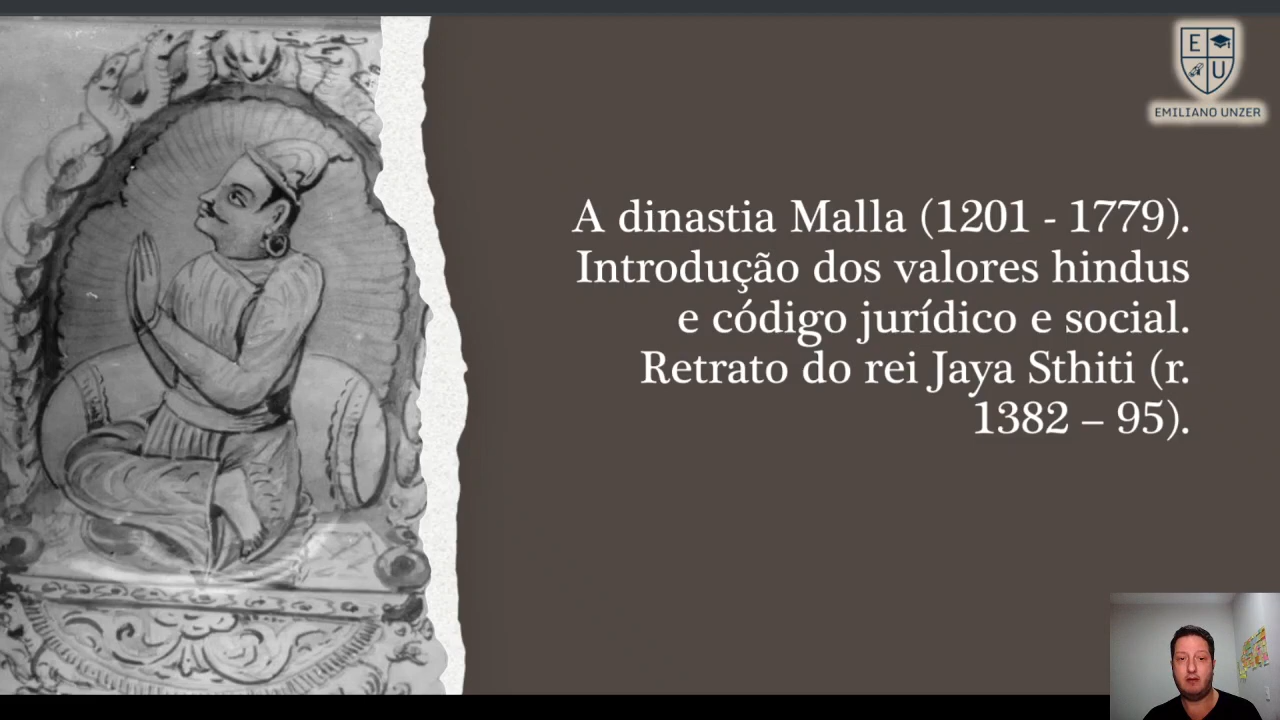 E
U
EMILIANO UNZER
A dinastia Malla (1201 - 1779).
Introdução dos valores hindus
e código jurídico e social.
Retrato do rei Jaya Sthiti (r.
1382 – 95).